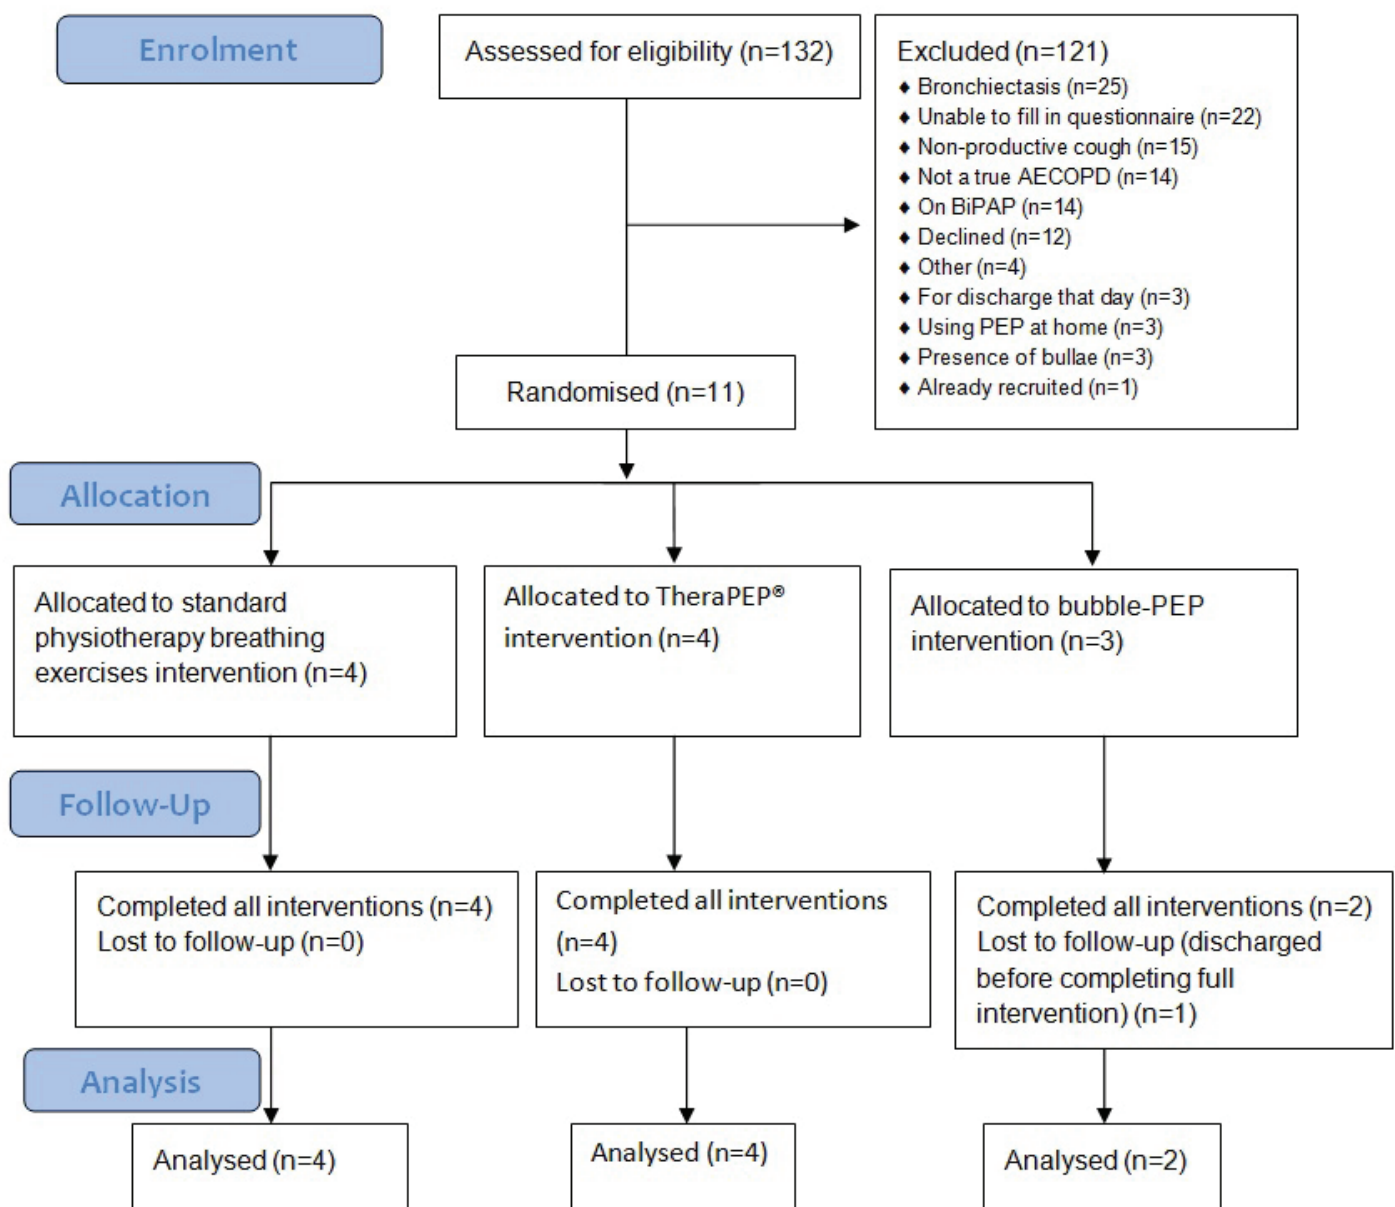 Enrolment
Assessed for eligibility (n=132)
Excluded (n=121)
♦ Bronchiectasis (n=25)
♦ Unable to fill in questionnaire (n=22)
♦ Non-productive cough (n=15)
♦ Not a true AECOPD (n=14)
♦ On BiPAP (n=14)
♦ Declined (n=12)
♦ Other (n=4)
♦ For discharge that day (n=3)
♦ Using PEP at home (n=3)
♦ Presence of bullae (n=3)
♦ Already recruited (n=1)
Randomised (n=11)
Allocation
Allocated to standard
physiotherapy breathing
exercises intervention (n=4)
Allocated to TheraPEP®
intervention (n=4)
Allocated to bubble-PEP
intervention (n=3)
Follow-Up
Completed all interventions (n=4)
Lost to follow-up (n=0)
Completed all interventions
(n=4)
Lost to follow-up (n=0)
Completed all interventions (n=2)
Lost to follow-up (discharged
before completing full
intervention) (n=1)
Analysis
Analysed (n=4)
Analysed (n=4)
Analysed (n=2)